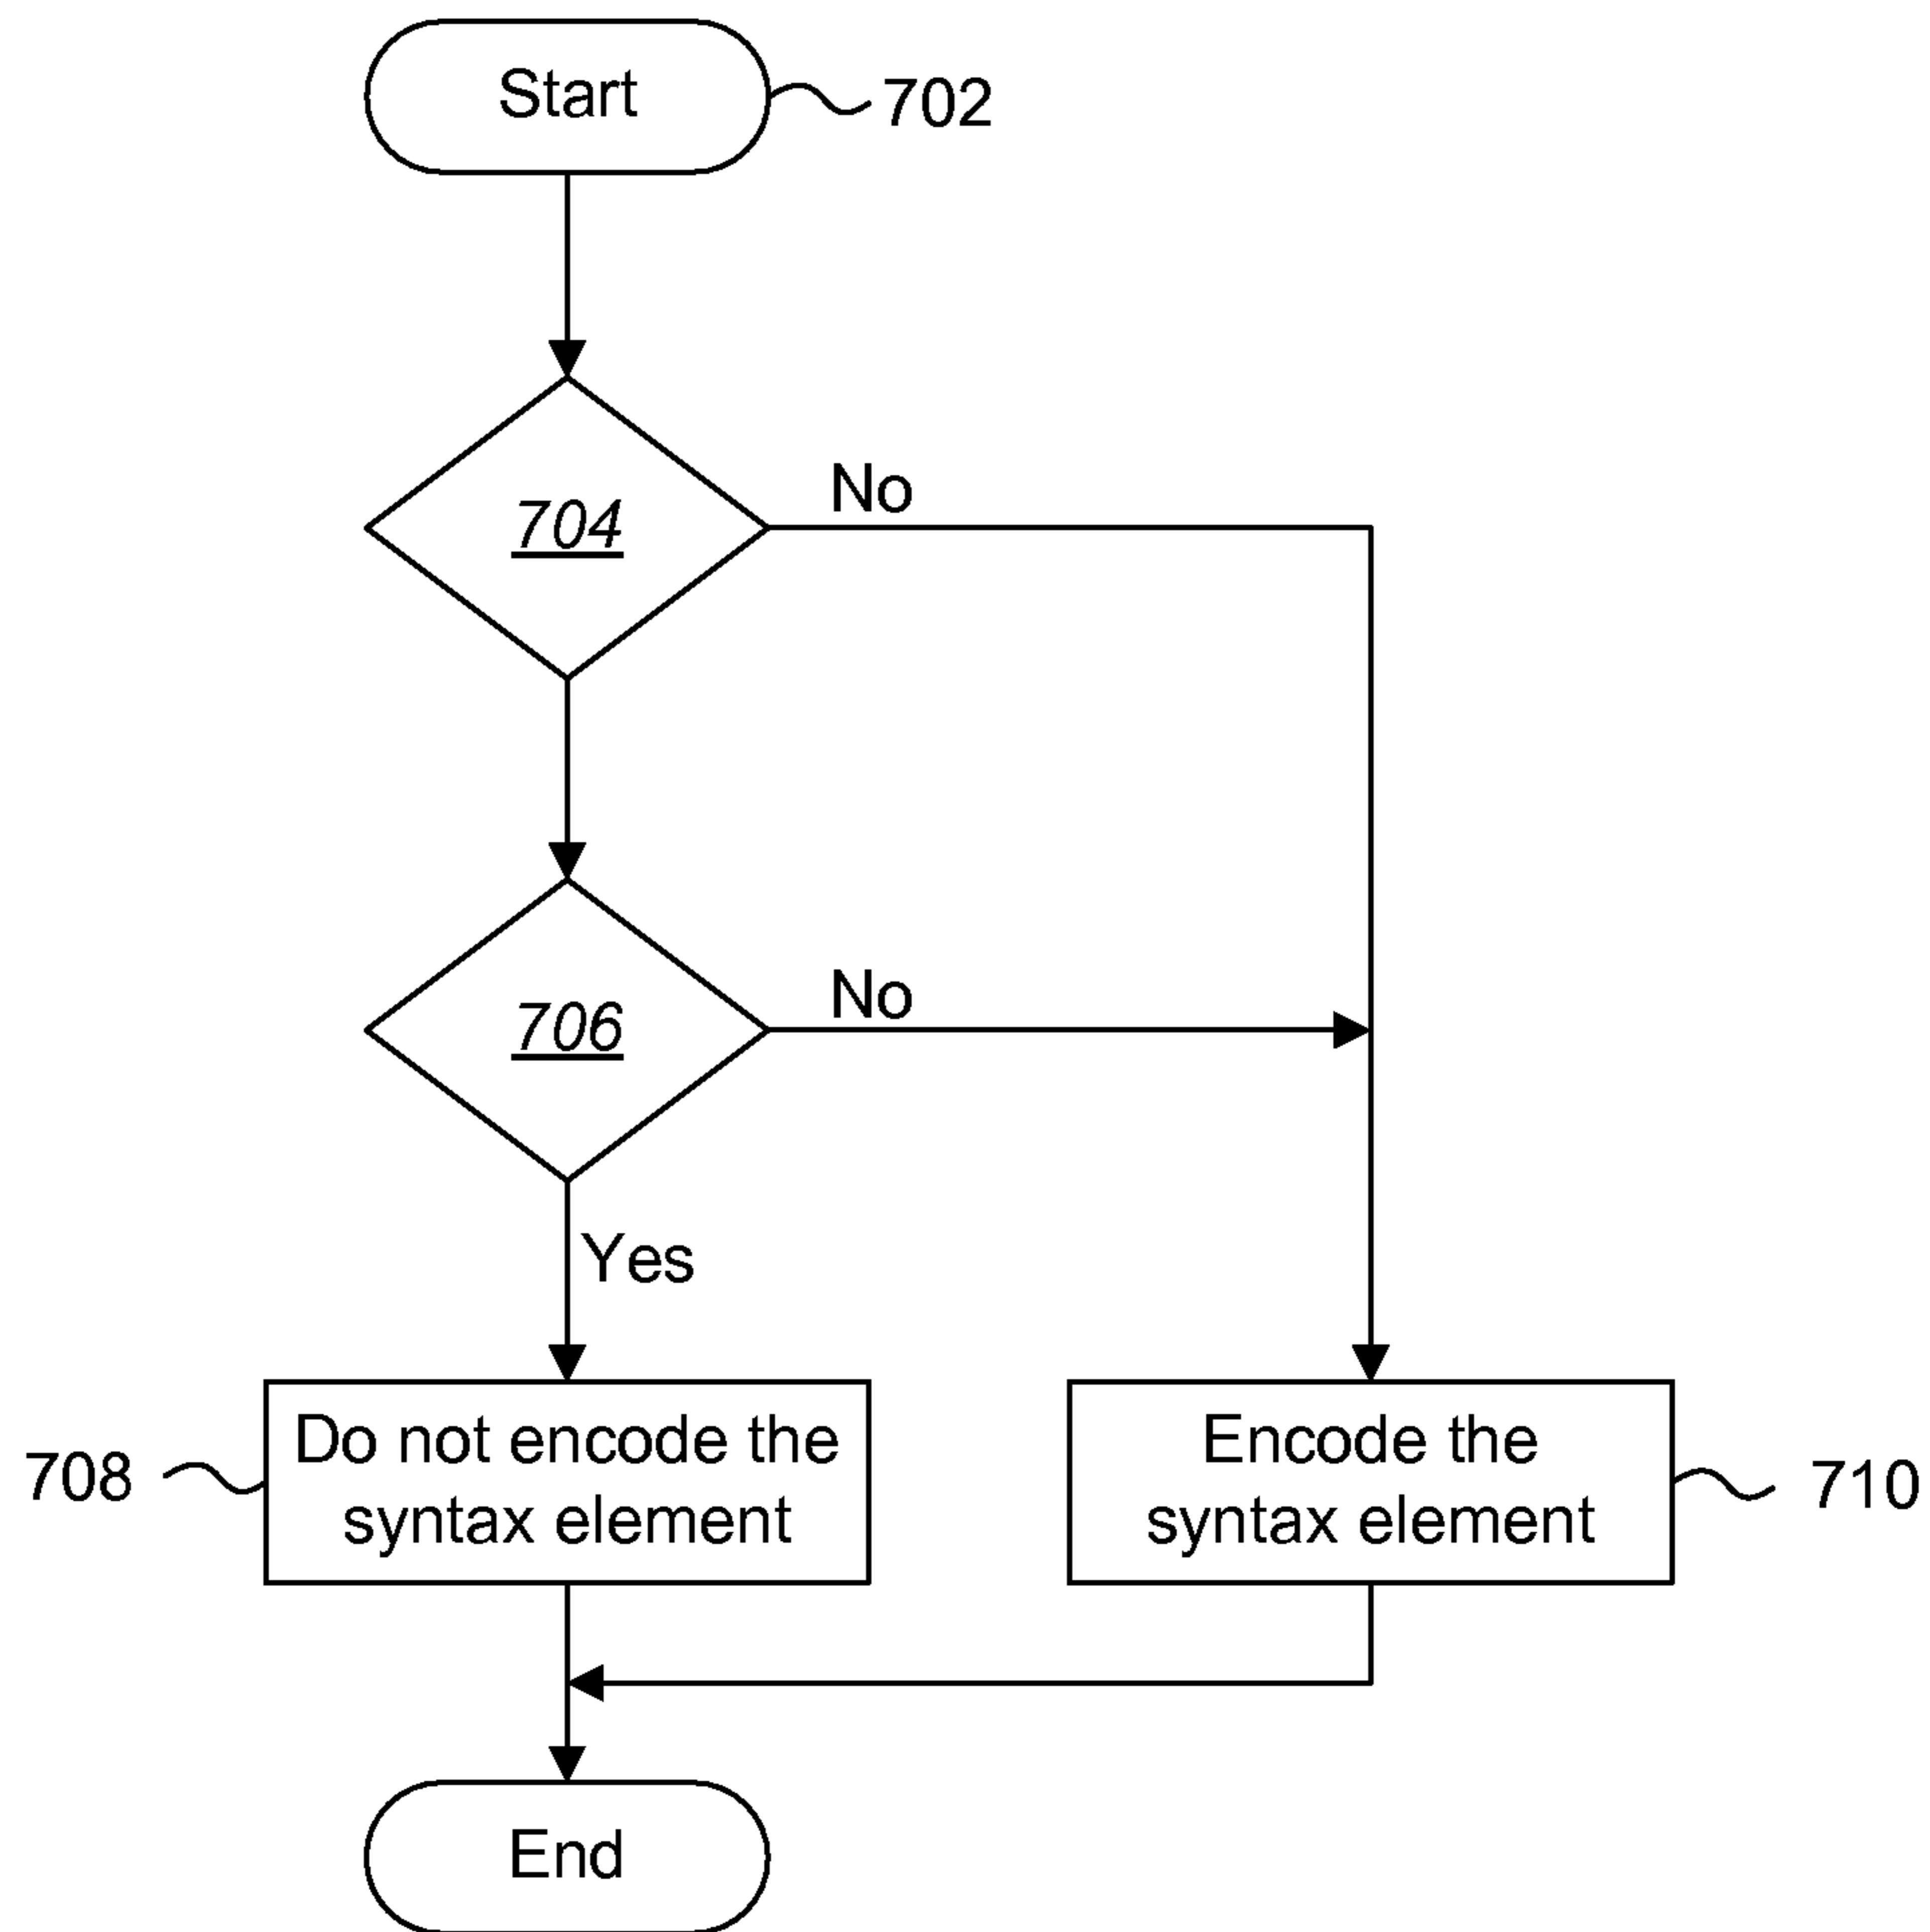 Start
702
704
No
706
No
Yes
708
Do not encode the
syntax element
Encode the
syntax element
710
End